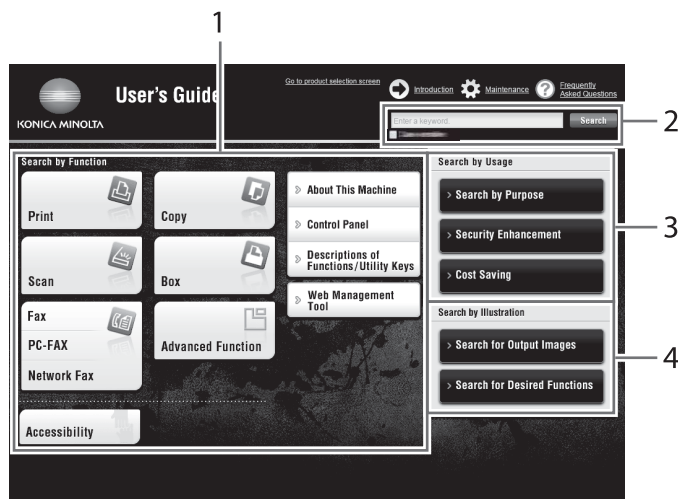 1
Go to product selection screen
Introduction
Maintenance
Frequently
Asked Questions
User's Guide
KONICA MINOLTA
Enter a keyword.
Search
2
Search by Function
Print
Copy
Scan
Box
Fax
PC-FAX
Network Fax
Advanced Function
Accessibility
About This Machine
Control Panel
Descriptions of
Functions/Utility Keys
Web Management
Tool
Search by Usage
Search by Purpose
Security Enhancement
Cost Saving
3
Search by Illustration
Search for Output Images
Search for Desired Functions
4